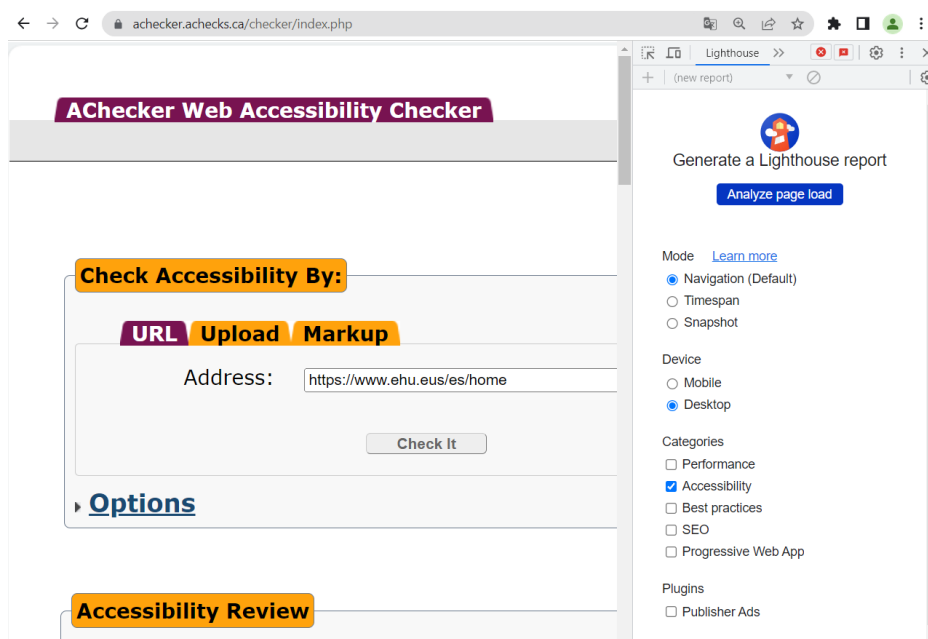 achecker.achecks.ca/checker/index.php
Lighthouse
(new report)
AChecker Web Accessibility Checker
Check Accessibility By:
URL Upload Markup
Address: https://www.ehu.eus/es/home
Check It
Options
Accessibility Review
Generate a Lighthouse report
Analyze page load
Mode Learn more
Navigation (Default)
Timespan
Snapshot
Device
Mobile
Desktop
Categories
Performance
Accessibility
Best practices
SEO
Progressive Web App
Plugins
Publisher Ads